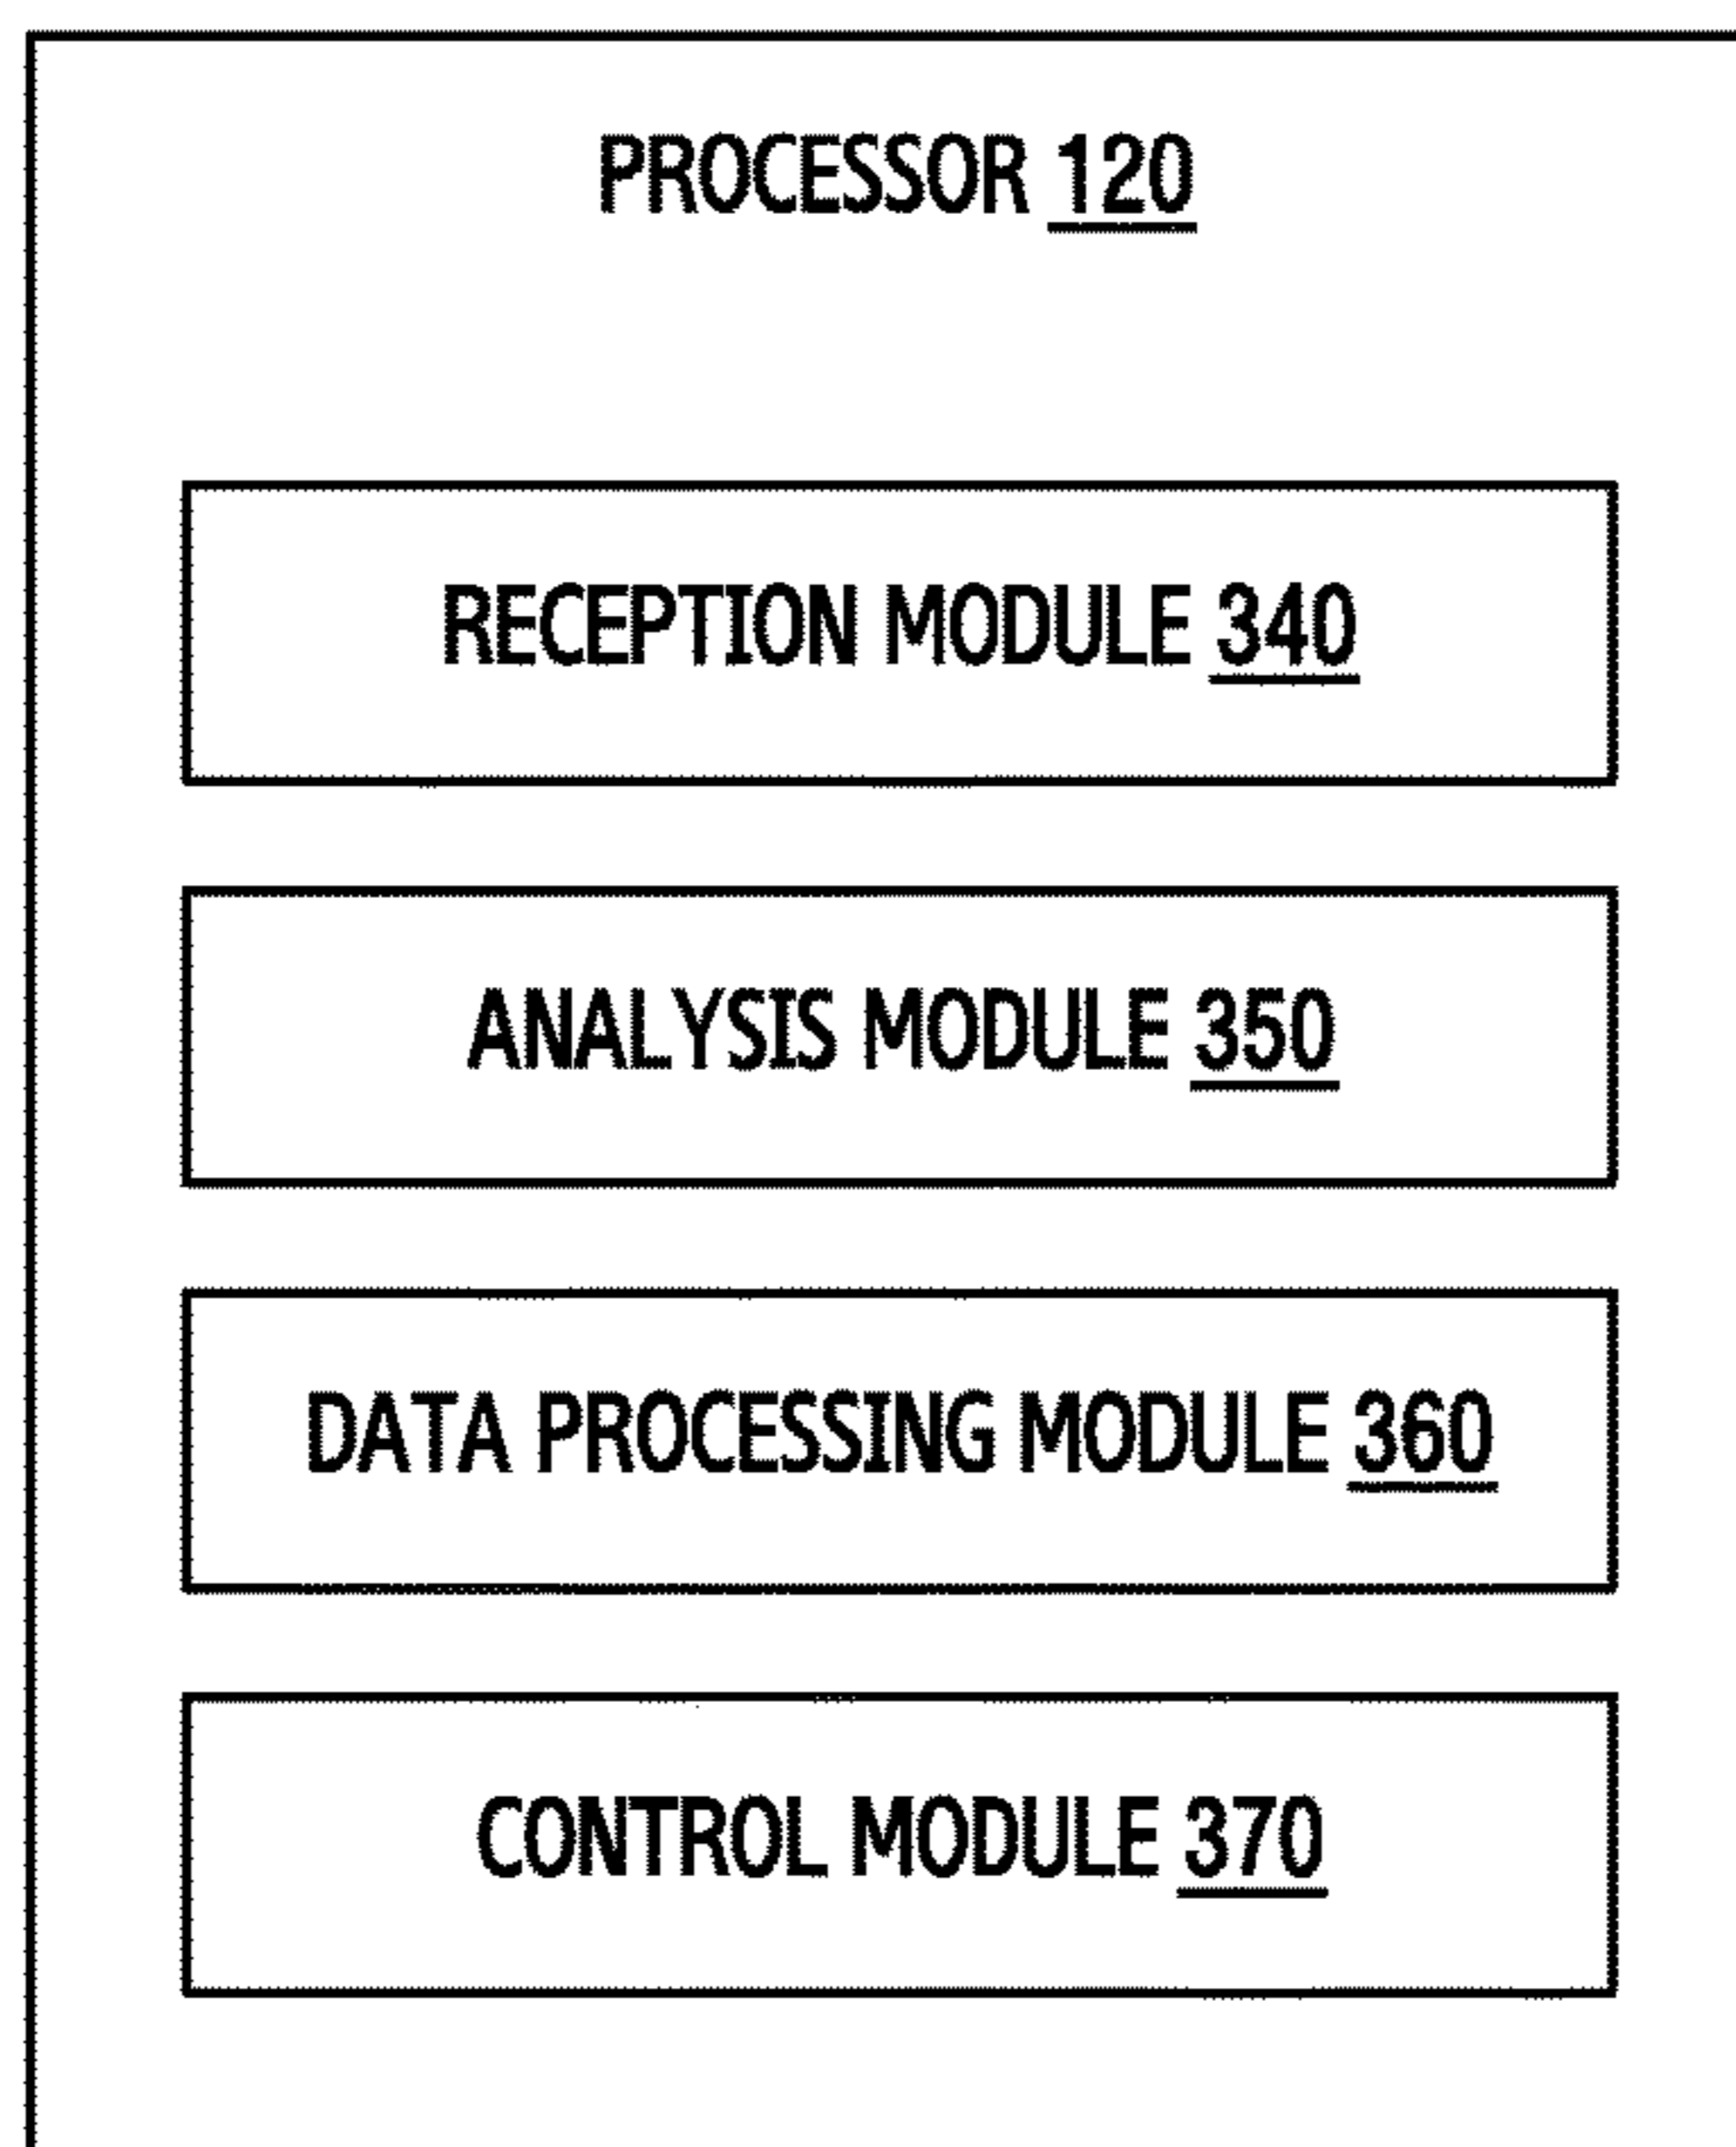 PROCESSOR 120
RECEPTION MODULE 340
ANALYSIS MODULE 350
DATA PROCESSING MODULE 360
CONTROL MODULE 370